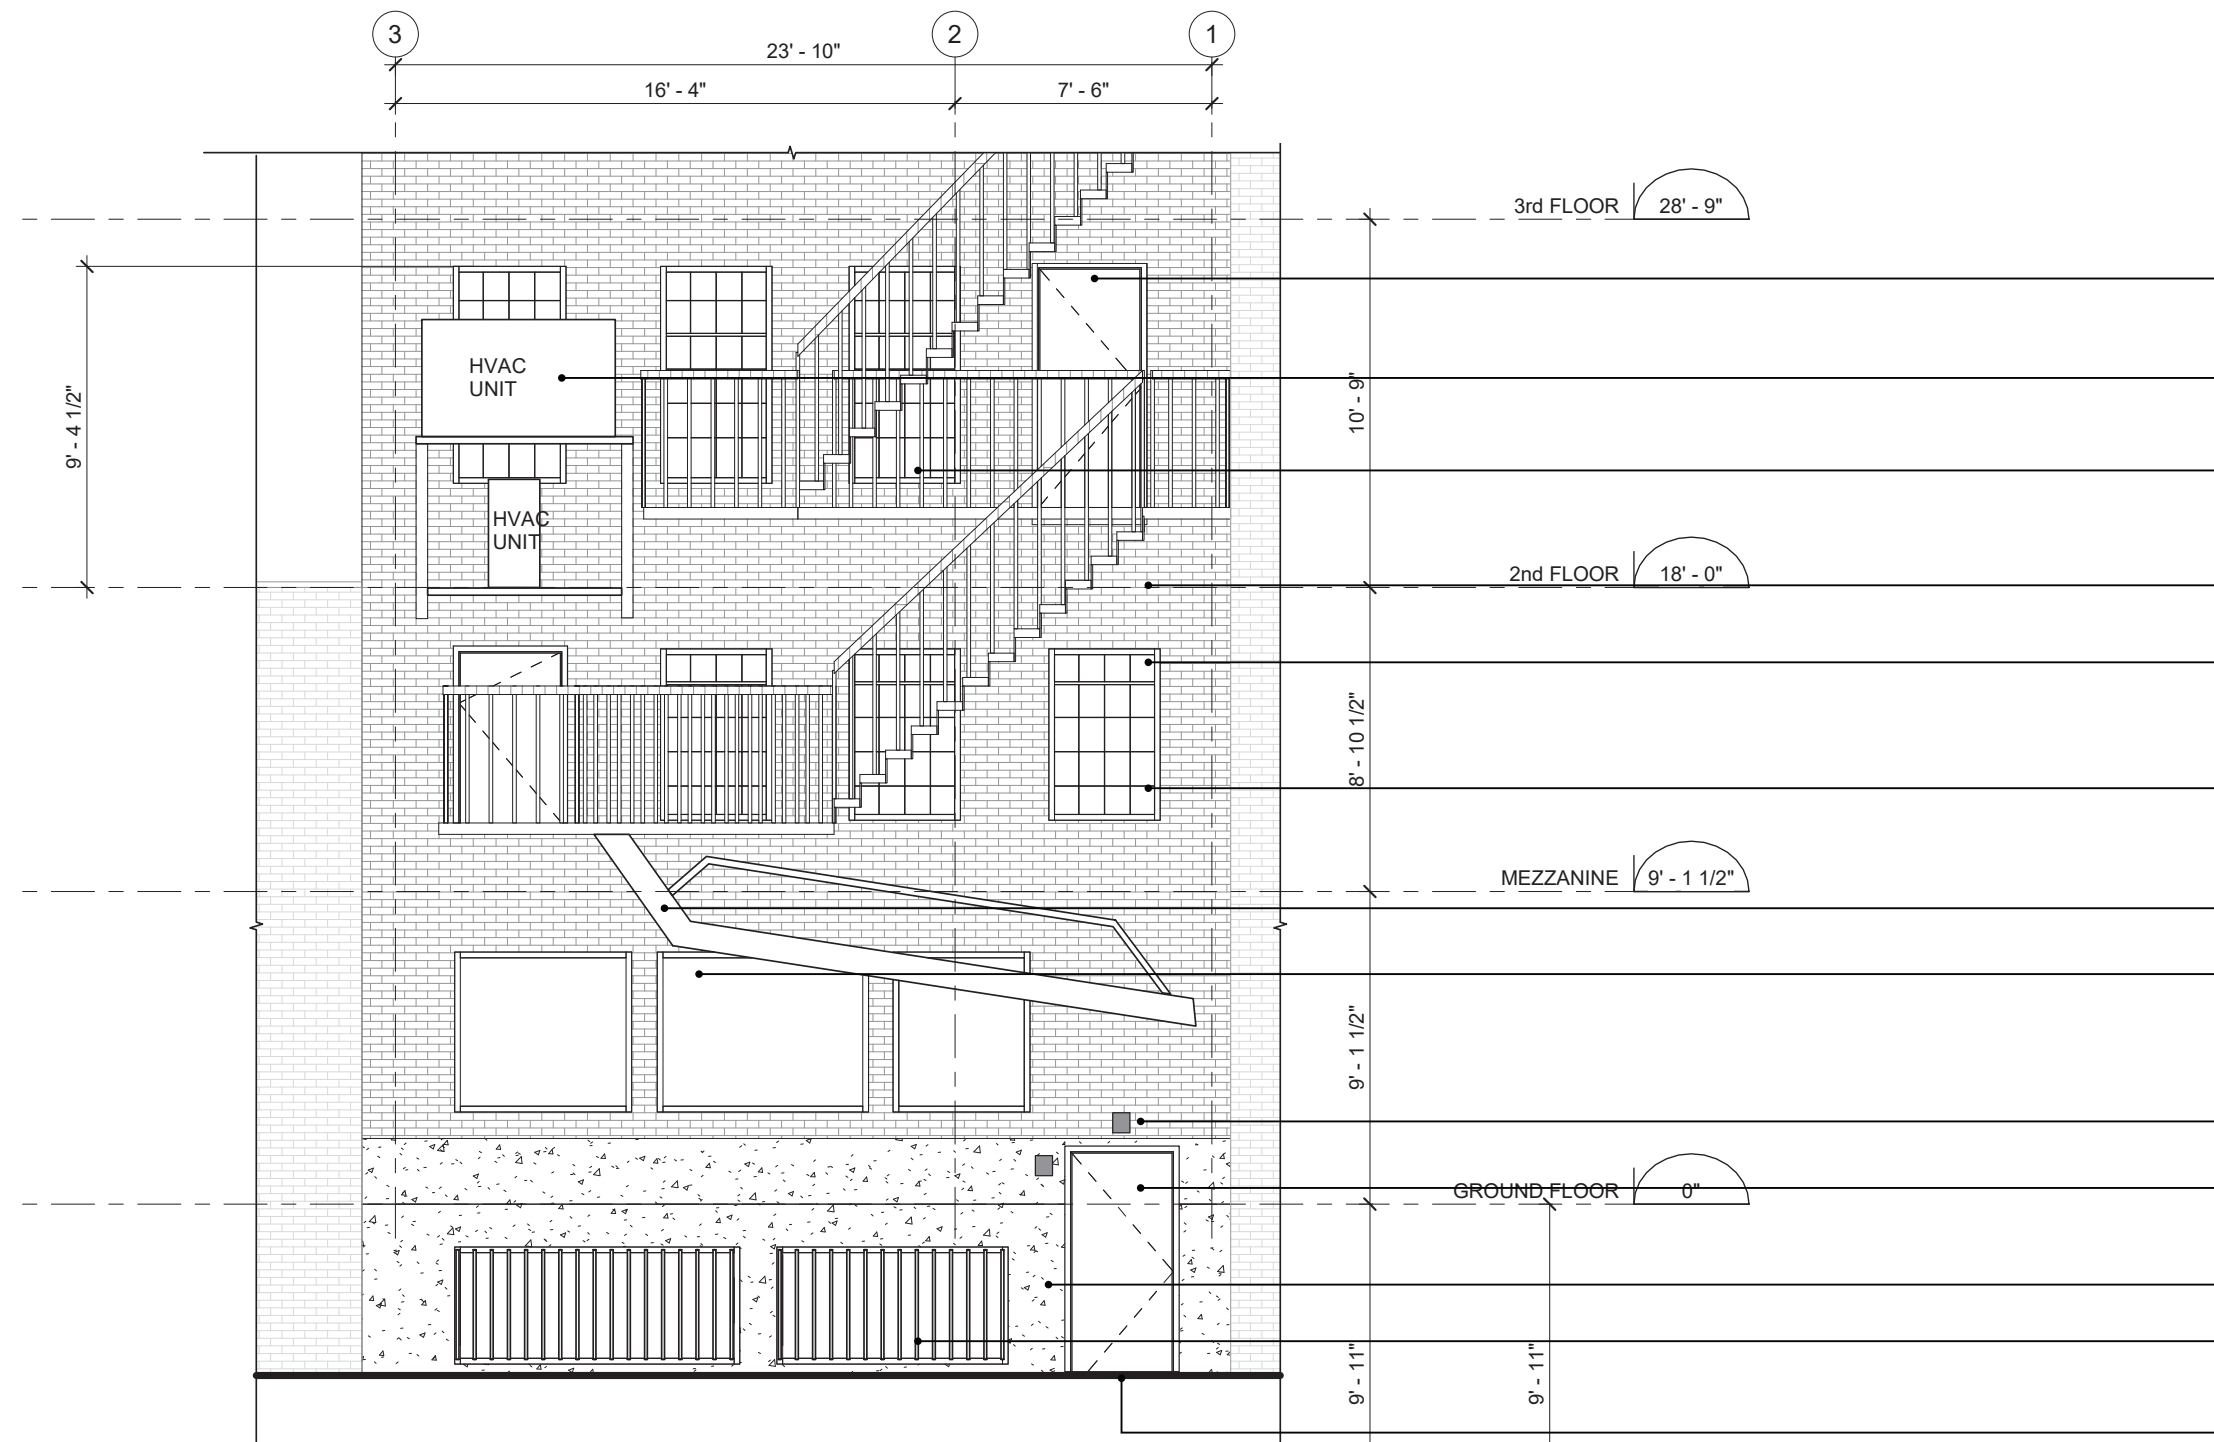 3
2
1
23' - 10"
16' - 4"
7' - 6"
3rd FLOOR
28' - 9"
HVAC
UNIT
10' - 9"
9' - 4 1/2"
HVAC
UNIT
2nd FLOOR
18' - 0"
8' - 10 1/2"
MEZZANINE
9' - 1 1/2"
9' - 1 1/2"
GROUND FLOOR
0"
9' - 11"
9' - 11"